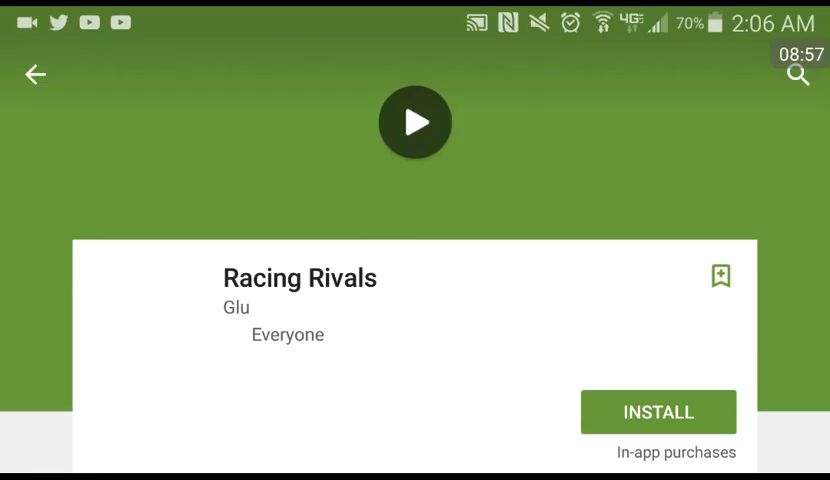 4G 70% 2:06 AM
08:57
Racing Rivals
Glu
Everyone
INSTALL
In-app purchases